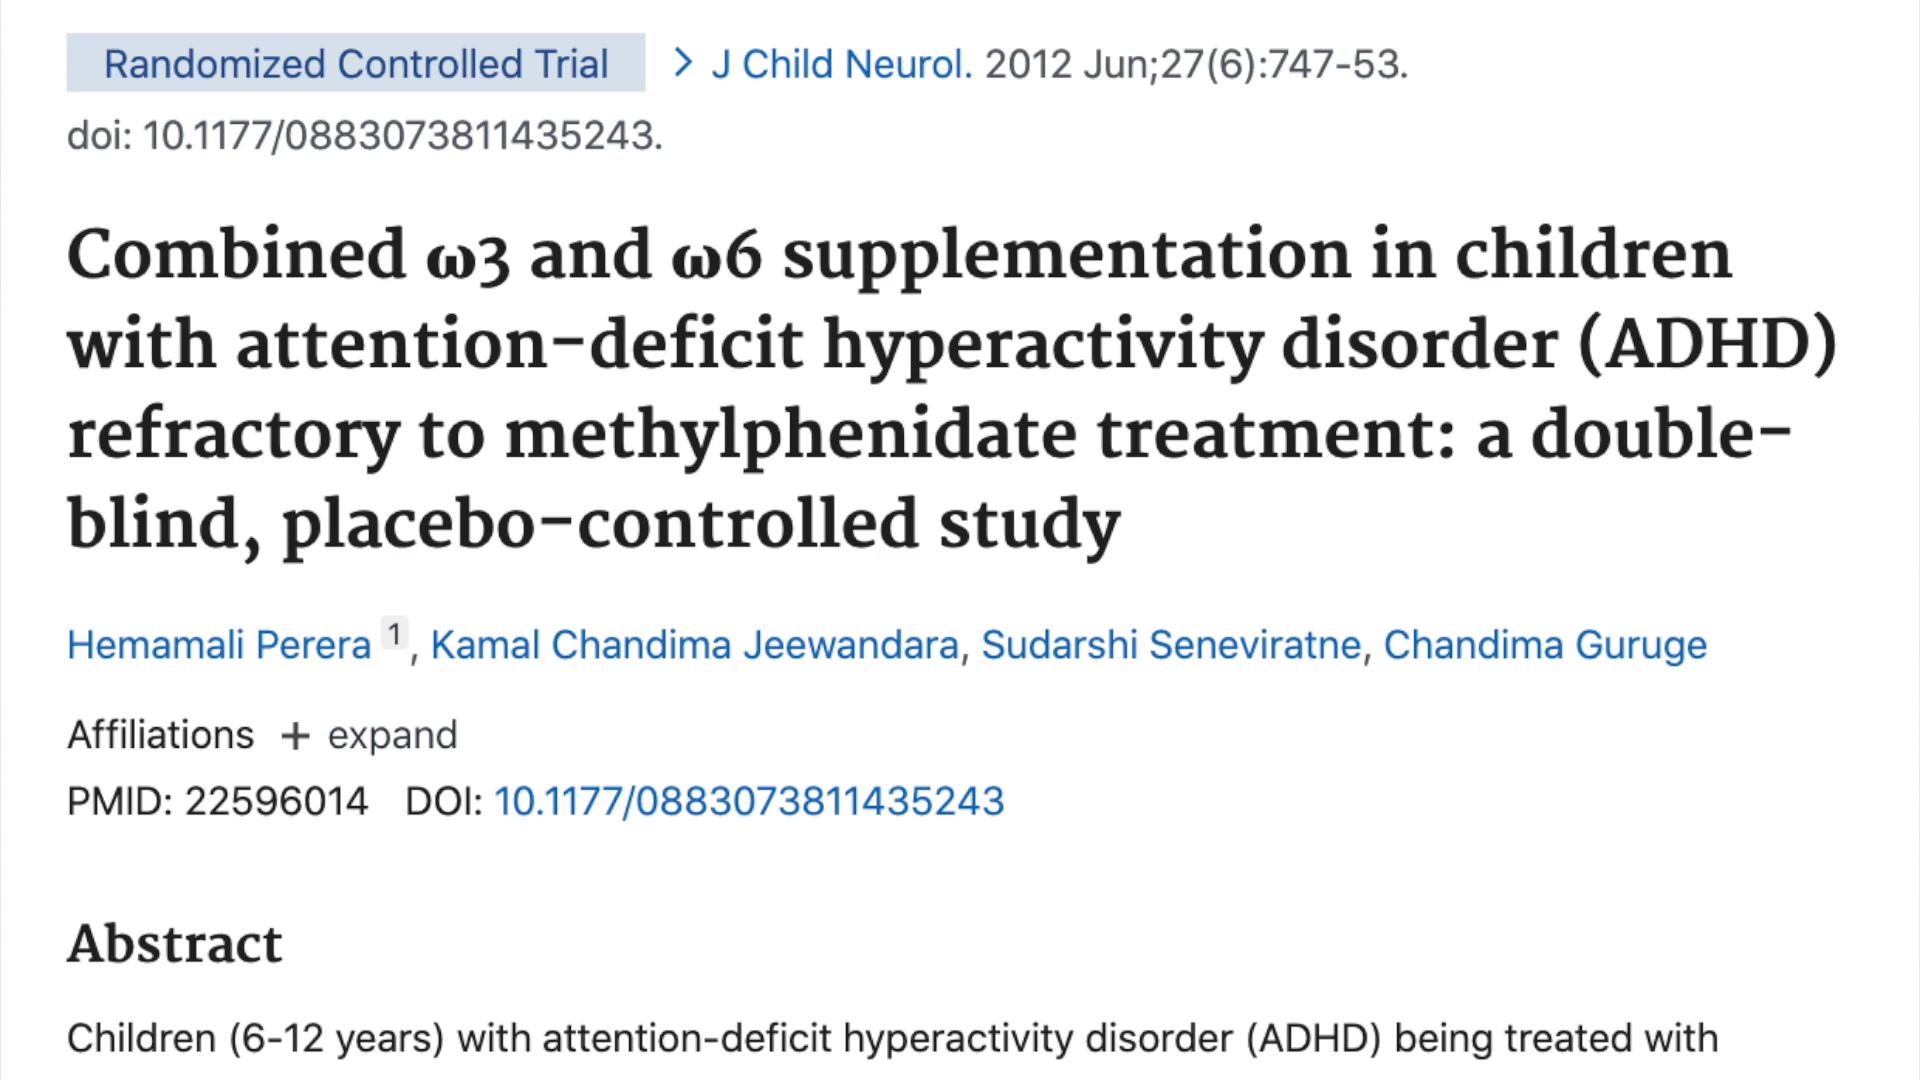 Randomized Controlled Trial > J Child Neurol. 2012 Jun;27(6):747-53.
doi: 10.1177/0883073811435243.
Combined ω3 and ω6 supplementation in children
with attention-deficit hyperactivity disorder (ADHD)
refractory to methylphenidate treatment: a double-
blind, placebo-controlled study
Hemamali Perera 1, Kamal Chandima Jeewandara, Sudarshi Seneviratne, Chandima Guruge
Affiliations + expand
PMID: 22596014 DOI: 10.1177/0883073811435243
Abstract
Children (6-12 years) with attention-deficit hyperactivity disorder (ADHD) being treated with